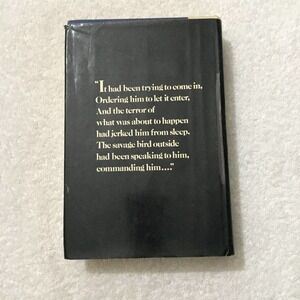 "It had been trying to come in,
Ordering him to let it enter,
And the terror of
what was about to happen
had jerked him from sleep.
The savage bird outside
had been speaking to him,
commanding him...."